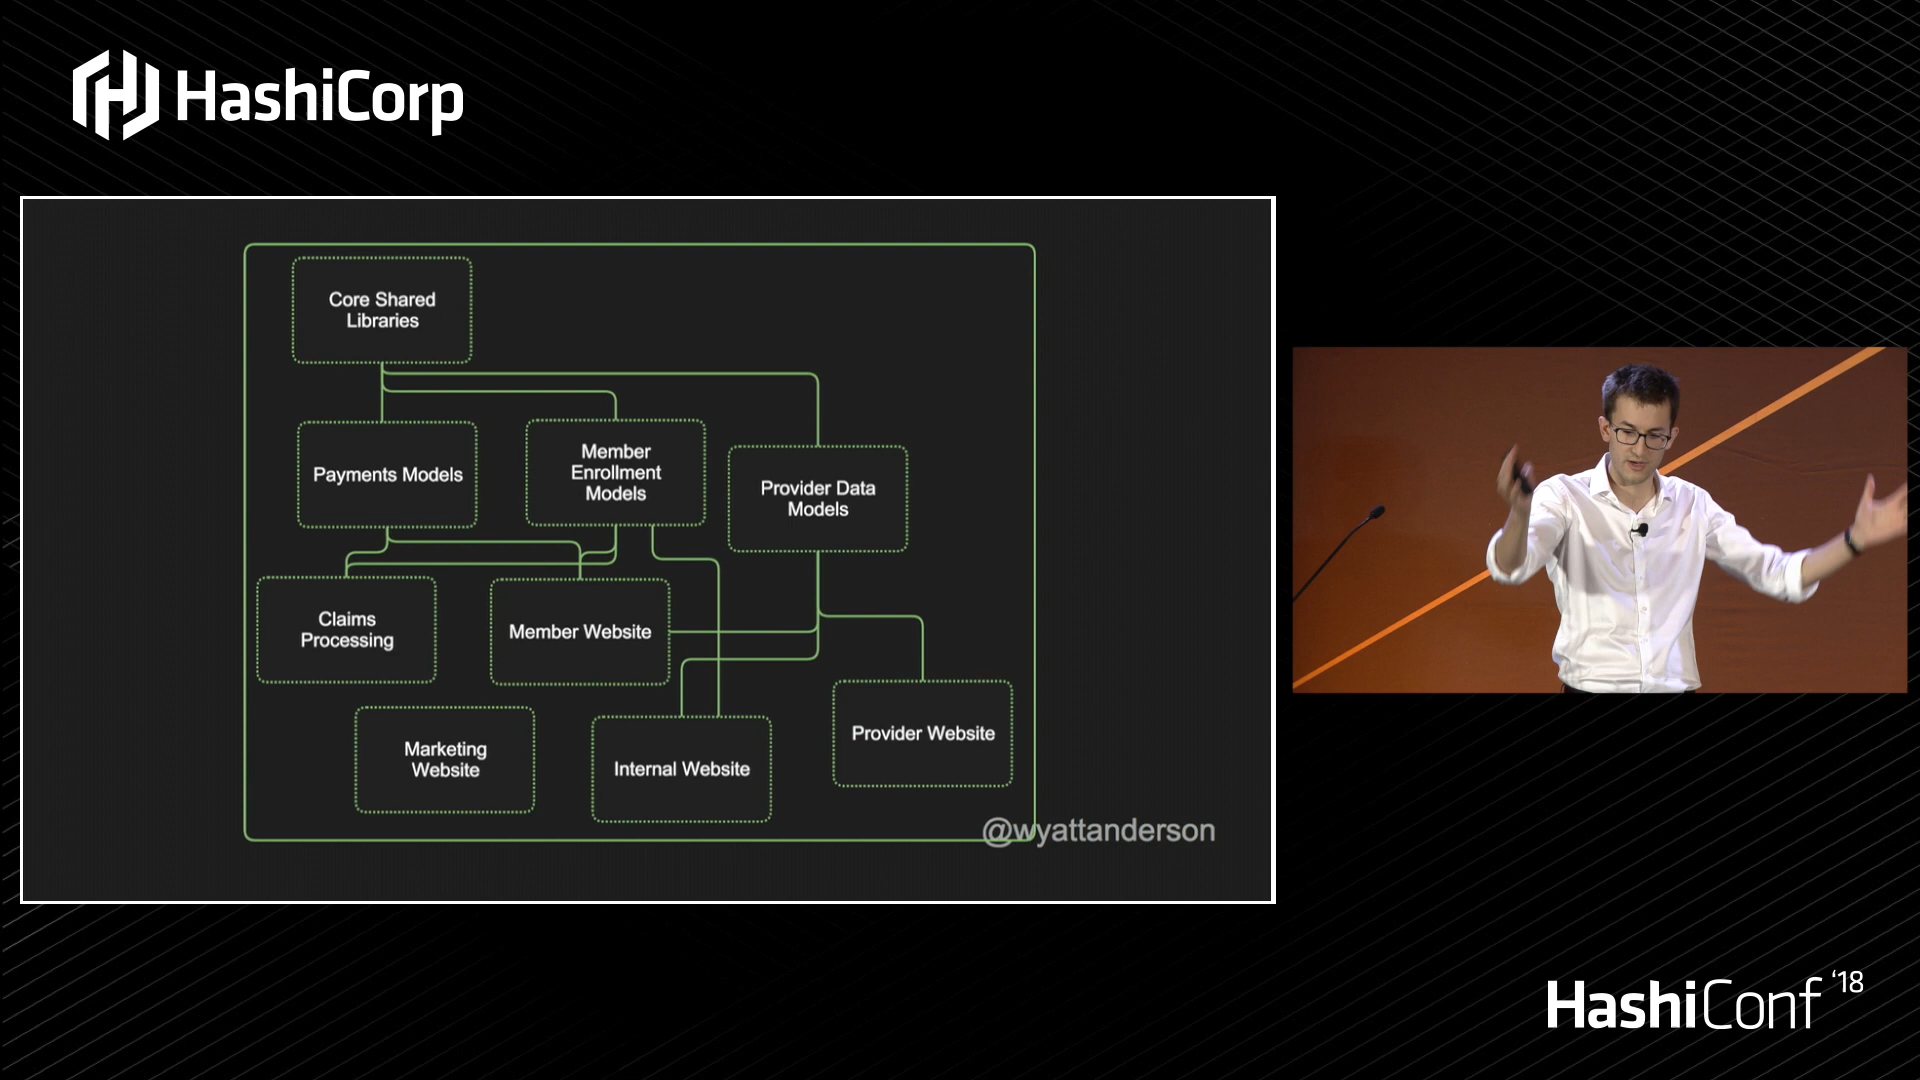 HashiCorp
Core Shared
Libraries
Payments Models
Member
Enrollment
Models
Provider Data
Models
Claims
Processing
Member Website
Marketing
Website
Internal Website
Provider Website
@wyattanderson
HashiConf '18